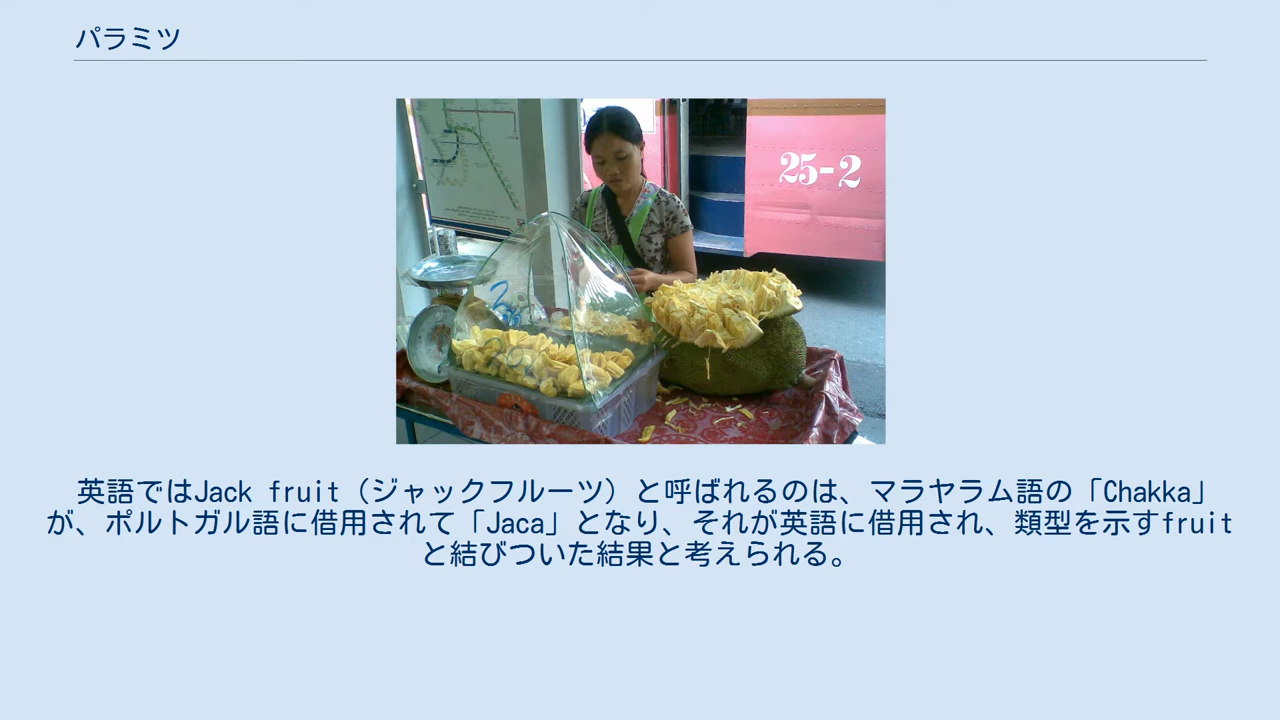 パラミツ
25-2
英語ではJack fruit（ジャックフルーツ）と呼ばれるのは、マラヤラム語の「Chakka」
が、ポルトガル語に借用されて「Jaca」となり、それが英語に借用され、類型を示すfruit
と結びついた結果と考えられる。